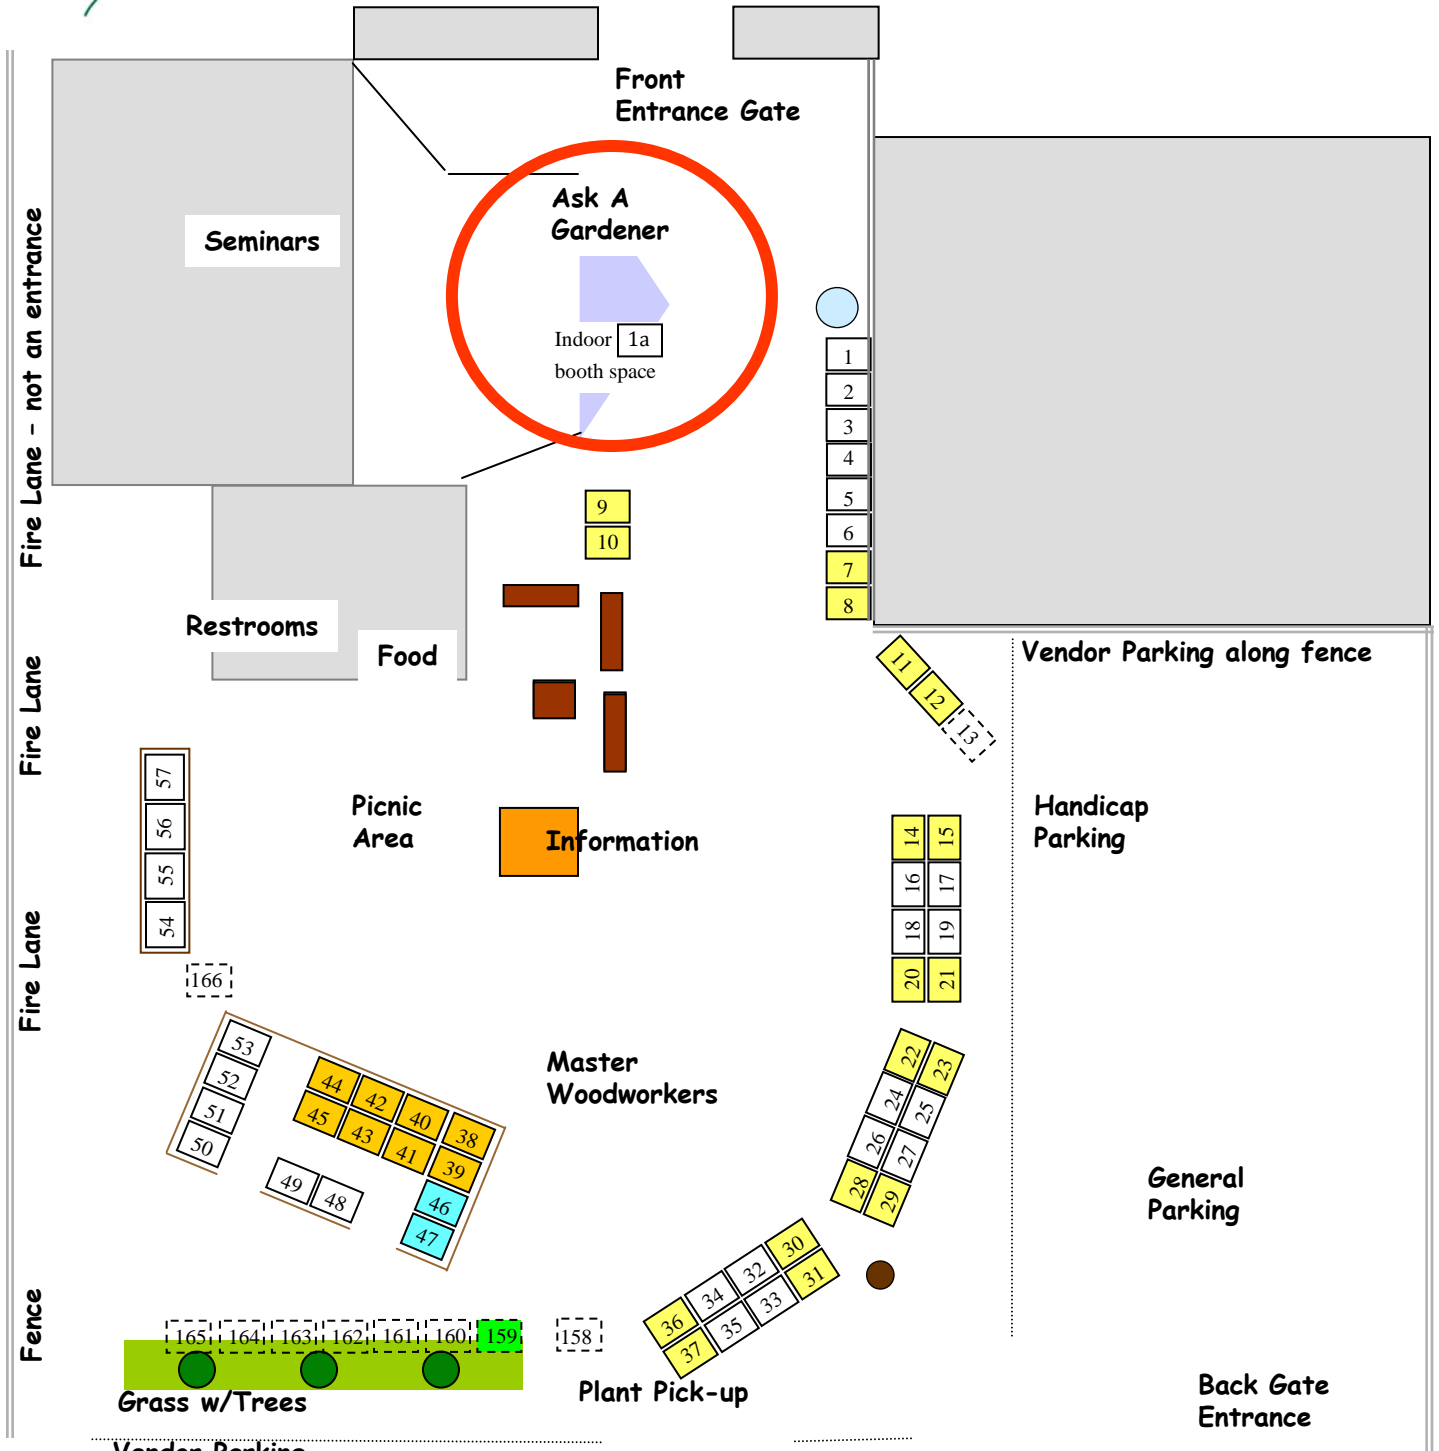 Front
Entrance Gate
Ask A
Gardener
Seminars
Fire Lane - not an entrance
Indoor 1a
booth space
1
2
3
4
5
6
7
8
9
10
Restrooms
Food
Vendor Parking along fence
11
12
13
Fire Lane
57
56
55
54
Picnic
Area
Information
Handicap
Parking
14 15
16 17
18 19
20 21
Fire Lane
166
53
52
51
50
44 42 40 38
45 43 41 39
49 48
46
47
Master
Woodworkers
22 23
24 25
26 27
28 29
General
Parking
30
31
32
33
34
35
36
37
Fence
165 164 163 162 161 160 159 158
Grass w/Trees
Plant Pick-up
Back Gate
Entrance
Vendor Parking